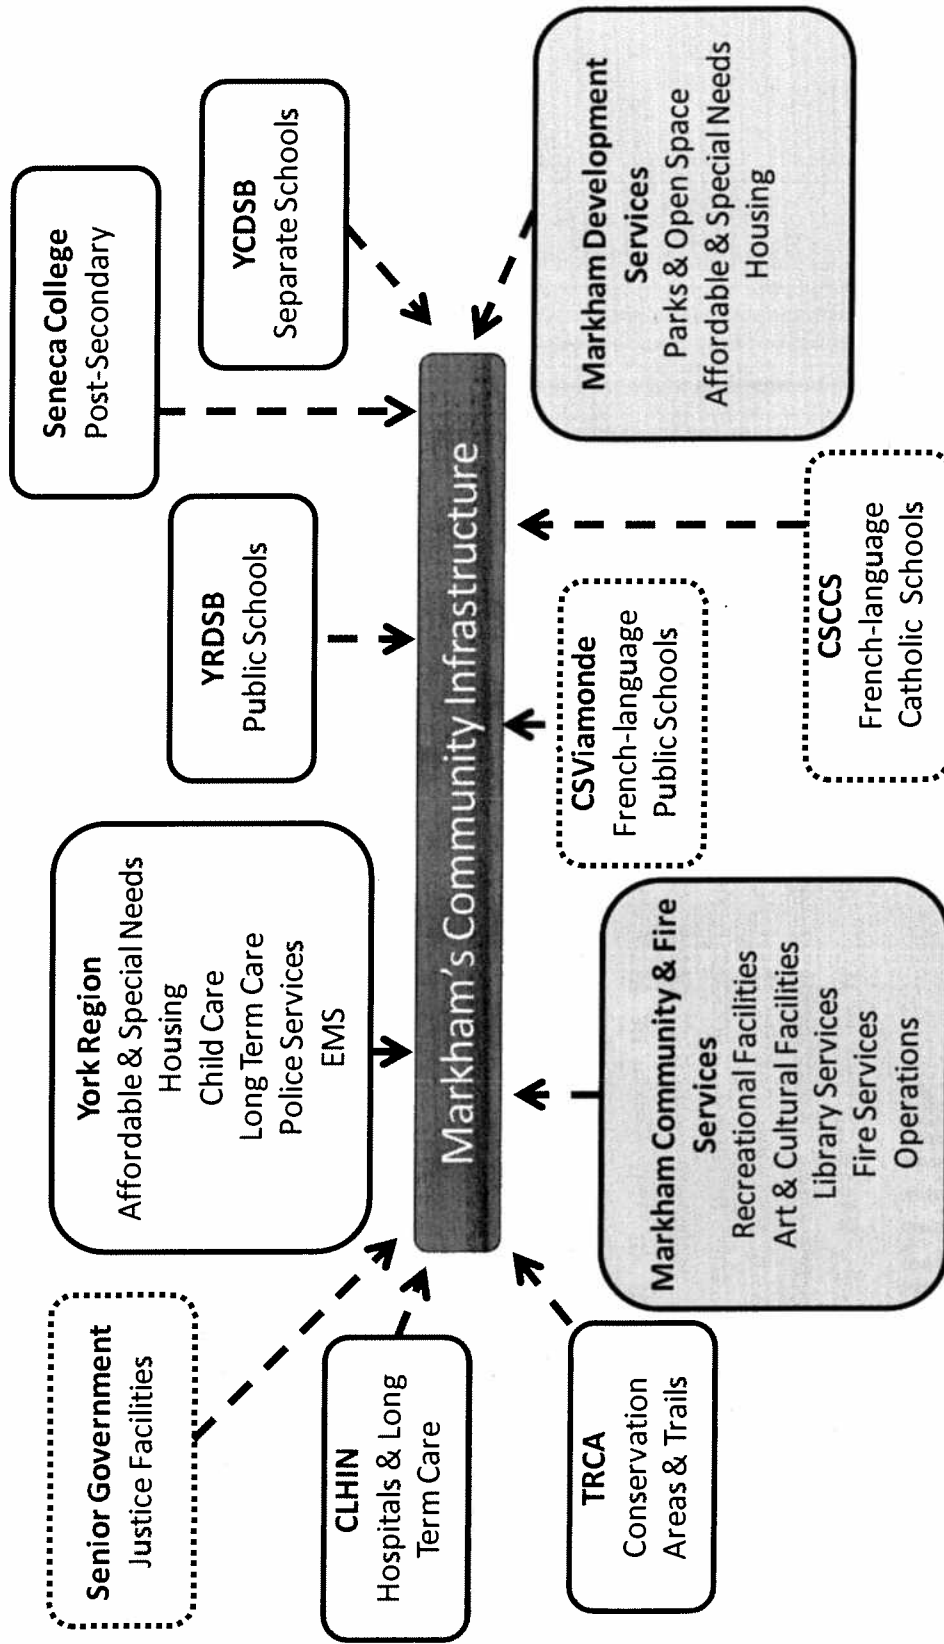 Senior Government
Justice Facilities
York Region
Affordable & Special Needs
Housing
Child Care
Long Term Care
Police Services
EMS
YRDSB
Public Schools
Seneca College
Post-Secondary
YCDSB
Separate Schools
CLHIN
Hospitals & Long
Term Care
Markham's Community Infrastructure
TRCA
Conservation
Areas & Trails
Markham Community & Fire
Services
Recreational Facilities
Art & Cultural Facilities
Library Services
Fire Services
Operations
CSViamonde
French-language
Public Schools
CSCCS
French-language
Catholic Schools
Markham Development
Services
Parks & Open Space
Affordable & Special Needs
Housing